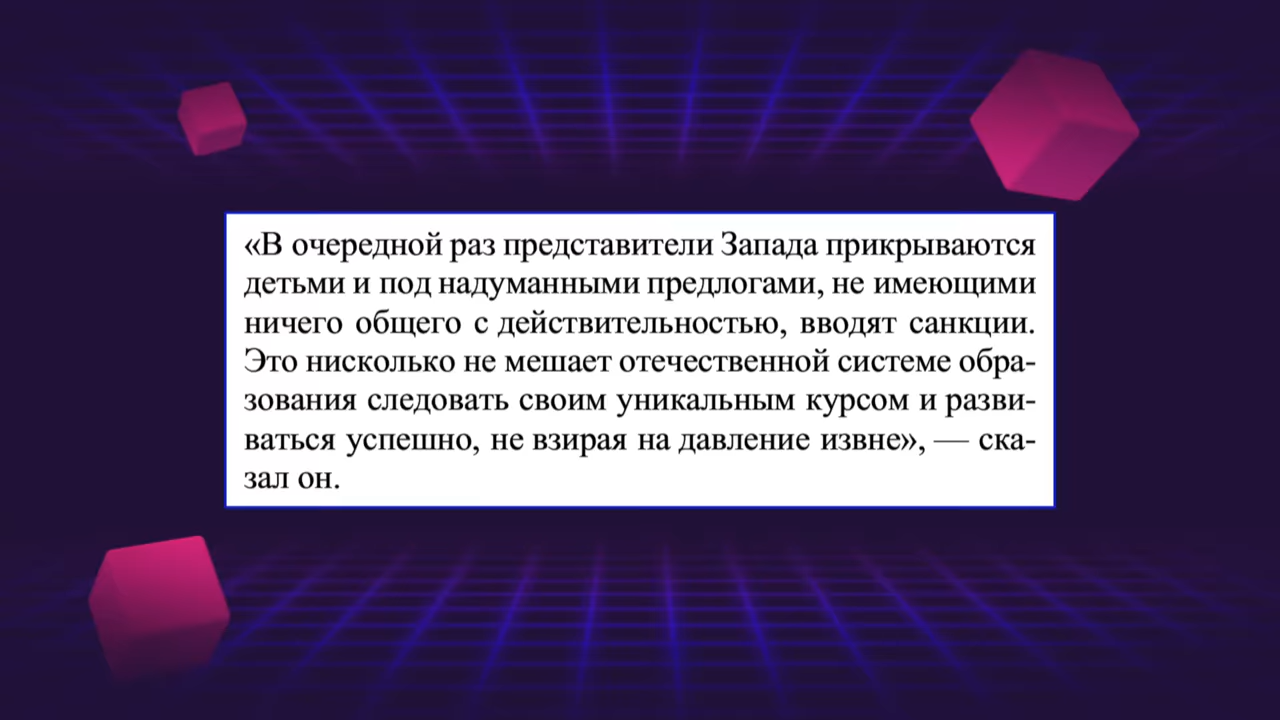 «В очередной раз представители Запада прикрываются
детьми и под надуманными предлогами, не имеющими
ничего общего с действительностью, вводят санкции.
Это нисколько не мешает отечественной системе обра-
зования следовать своим уникальным курсом и разви-
ваться успешно, не взирая на давление извне», — ска-
зал он.